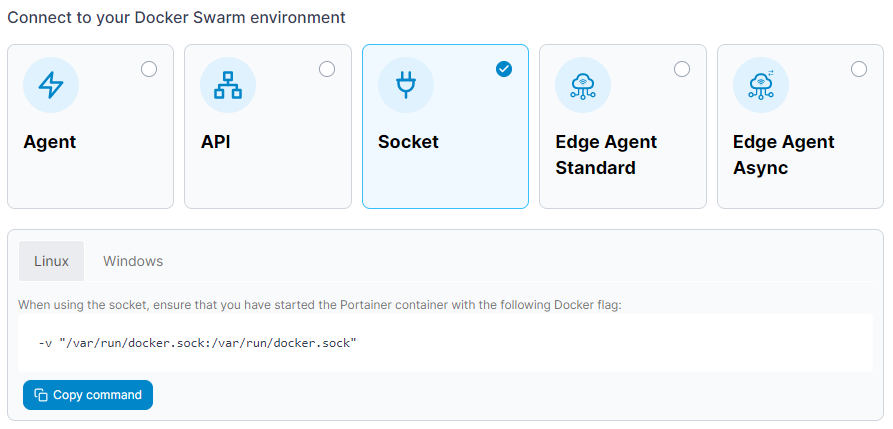 Connect to your Docker Swarm environment
Agent
API
Socket
Edge Agent
Standard
Edge Agent
Async
Linux
Windows
When using the socket, ensure that you have started the Portainer container with the following Docker flag:
-v "/var/run/docker.sock:/var/run/docker.sock"
Copy command